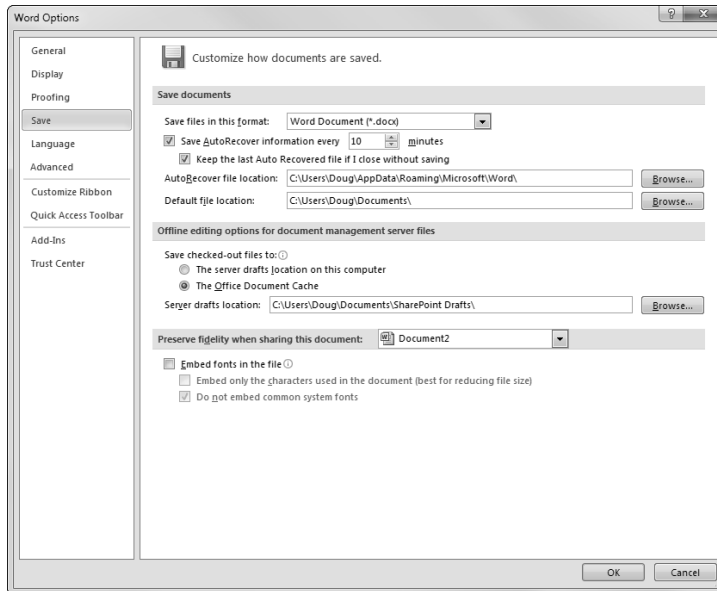 Word Options
General
Display
Proofing
Save
Language
Advanced
Customize Ribbon
Quick Access Toolbar
Add-Ins
Trust Center
Customize how documents are saved.
Save documents
Save files in this format: Word Document (*.docx)
Save AutoRecover information every 10 minutes
Keep the last Auto Recovered file if I close without saving
AutoRecover file location: C:\Users\Doug\AppData\Roaming\Microsoft\Word\ Browse...
Default file location: C:\Users\Doug\Documents\ Browse...
Offline editing options for document management server files
Save checked-out files to:
The server drafts location on this computer
The Office Document Cache
Server drafts location: C:\Users\Doug\Documents\SharePoint Drafts\ Browse...
Preserve fidelity when sharing this document: Document2
Embed fonts in the file
Embed only the characters used in the document (best for reducing file size)
Do not embed common system fonts
OK Cancel